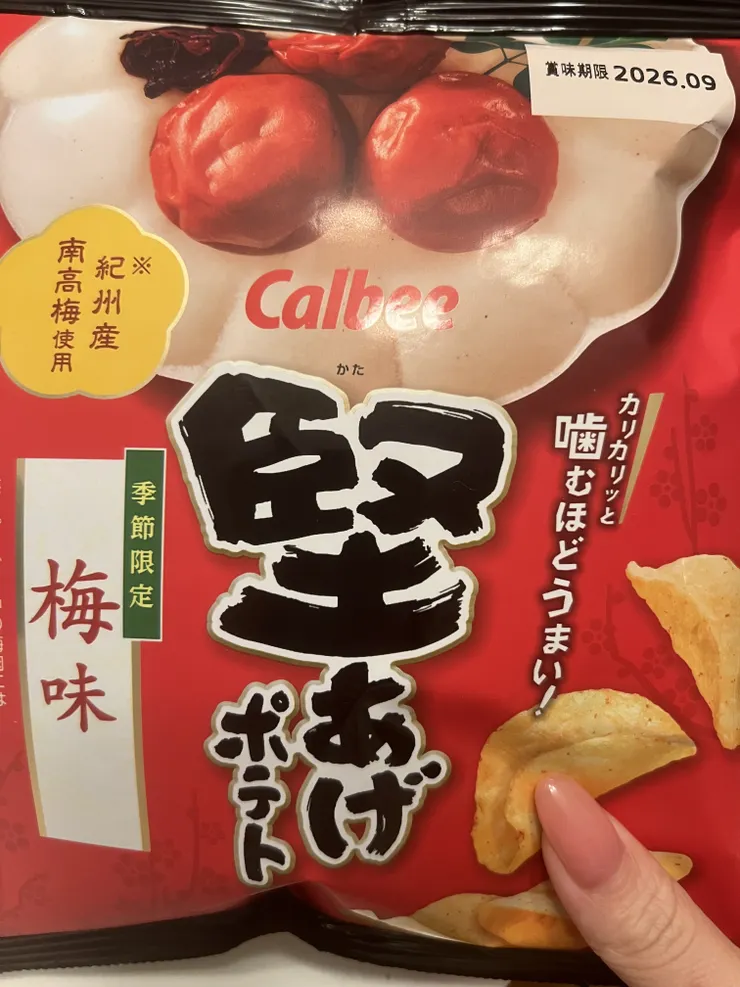 賞味期限 2026.09
※
紀州産
南高梅使用
Calbee
かた
堅あげ
ポテト
カリカリッと
噛むほどうまい!
季節限定
梅味